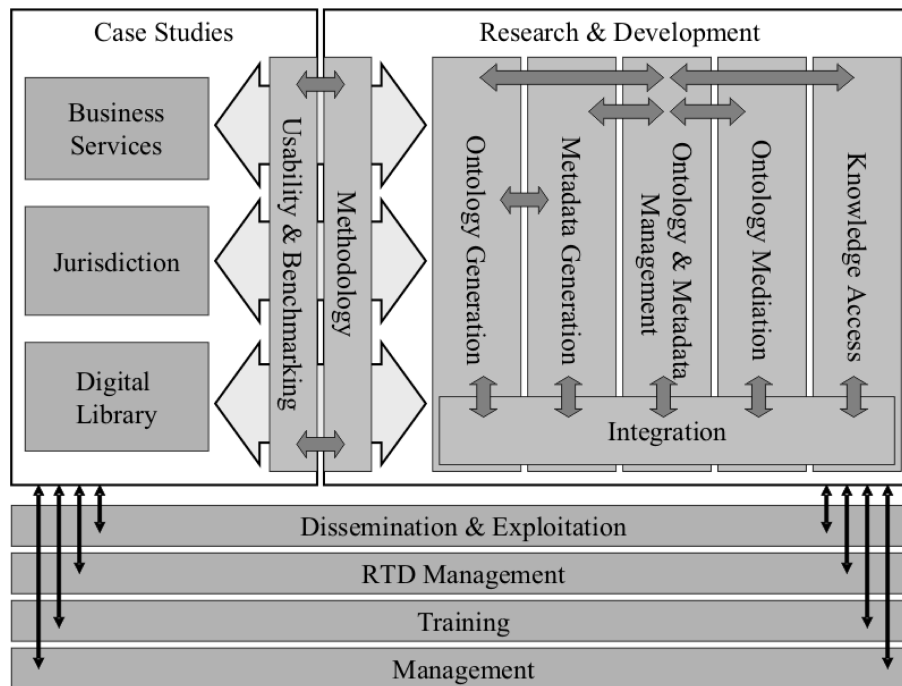 Case Studies
Research & Development
Business
Services
Jurisdiction
Digital
Library
Usability & Benchmarking
Methodology
Ontology Generation
Metadata Generation
Ontology & Metadata
Management
Ontology Mediation
Knowledge Access
Integration
Dissemination & Exploitation
RTD Management
Training
Management